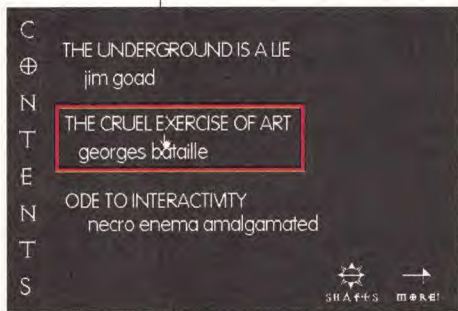 C⊕NTENTS
THE UNDERGROUND IS A LIE
jim goad
THE CRUEL EXERCISE OF ART
georges bataille
ODE TO INTERACTIVITY
necro enema amalgamated
SHAftS MORE!